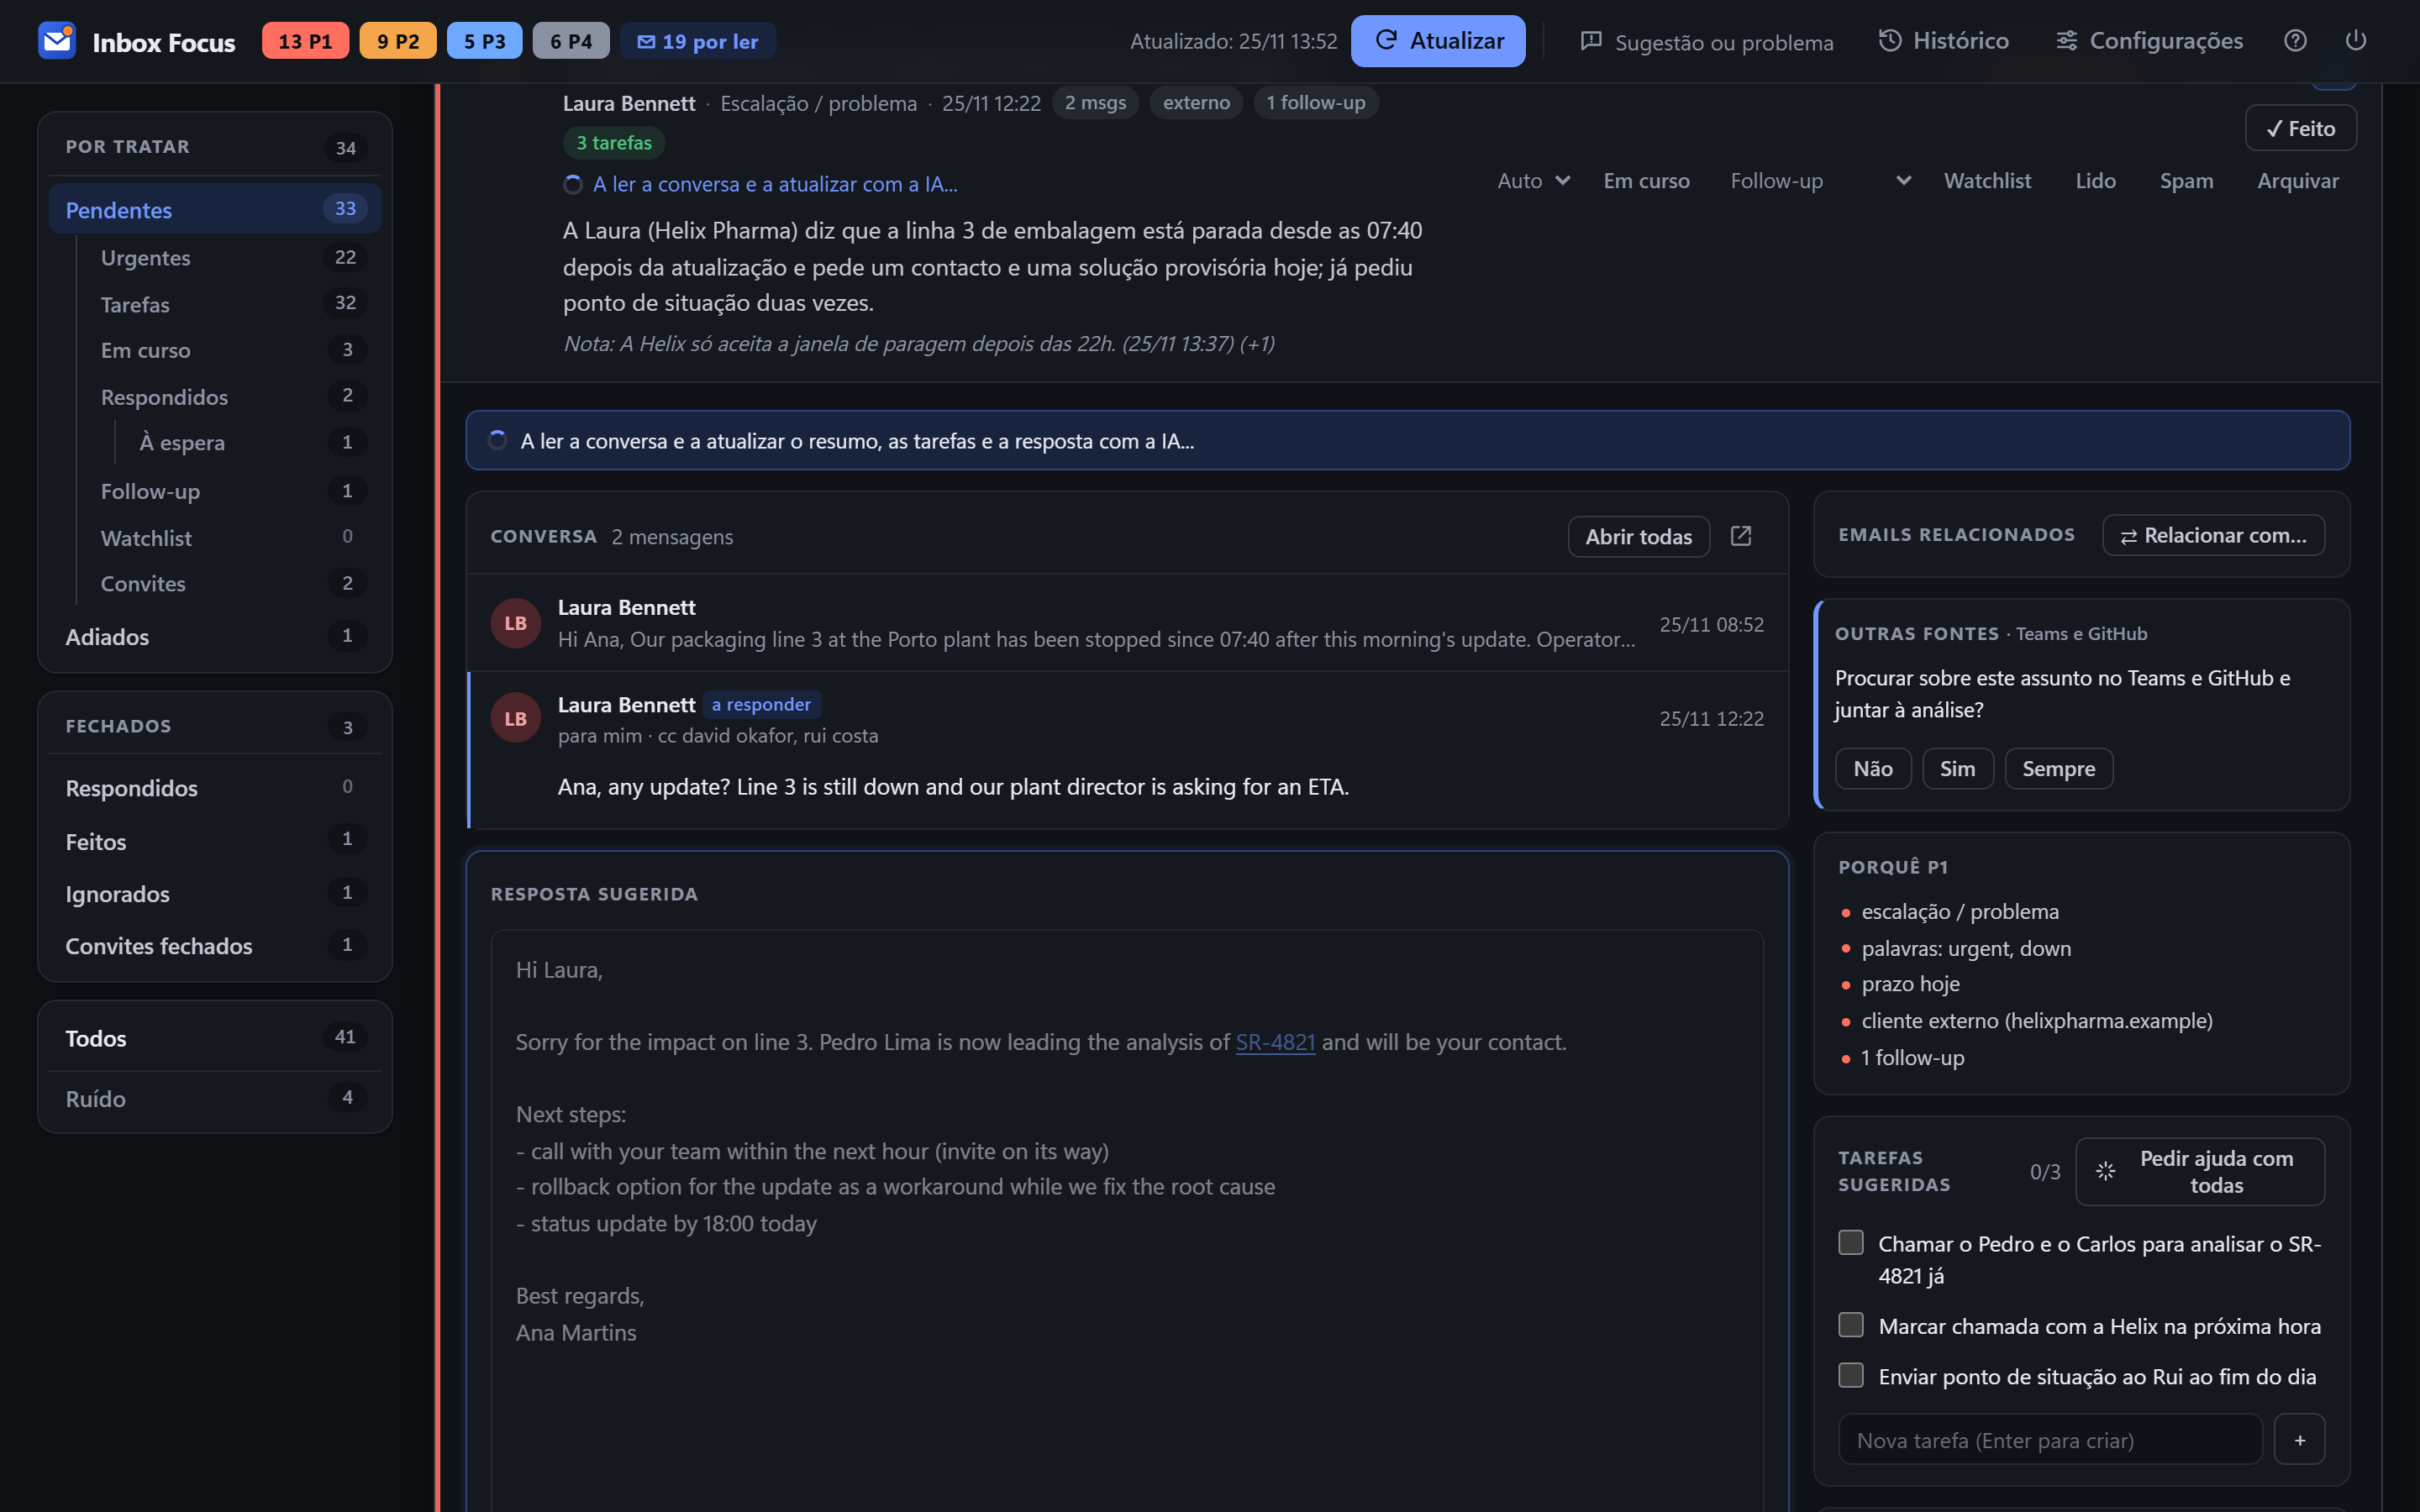 Inbox Focus
13 P1
9 P2
5 P3
6 P4
19 por ler
Atualizado: 25/11 13:52
Atualizar
Sugestão ou problema
Histórico
Configurações
POR TRATAR 34
Pendentes 33
Urgentes 22
Tarefas 32
Em curso 3
Respondidos 2
À espera 1
Follow-up 1
Watchlist 0
Convites 2
Adiados 1
FECHADOS 3
Respondidos 0
Feitos 1
Ignorados 1
Convites fechados 1
Todos 41
Ruído 4
Laura Bennett · Escalação / problema · 25/11 12:22 2 msgs externo 1 follow-up
3 tarefas
A ler a conversa e a atualizar com a IA...
✓ Feito
Auto Em curso Follow-up Watchlist Lido Spam Arquivar
A Laura (Helix Pharma) diz que a linha 3 de embalagem está parada desde as 07:40
depois da atualização e pede um contacto e uma solução provisória hoje; já pediu
ponto de situação duas vezes.
Nota: A Helix só aceita a janela de paragem depois das 22h. (25/11 13:37) (+1)
A ler a conversa e a atualizar o resumo, as tarefas e a resposta com a IA...
CONVERSA 2 mensagens
Abrir todas
LB
Laura Bennett
Hi Ana, Our packaging line 3 at the Porto plant has been stopped since 07:40 after this morning's update. Operator...
25/11 08:52
LB
Laura Bennett a responder
para mim · cc david okafor, rui costa
25/11 12:22
Ana, any update? Line 3 is still down and our plant director is asking for an ETA.
RESPOSTA SUGERIDA
Hi Laura,
Sorry for the impact on line 3. Pedro Lima is now leading the analysis of SR-4821 and will be your contact.
Next steps:
- call with your team within the next hour (invite on its way)
- rollback option for the update as a workaround while we fix the root cause
- status update by 18:00 today
Best regards,
Ana Martins
EMAILS RELACIONADOS
⇄ Relacionar com...
OUTRAS FONTES · Teams e GitHub
Procurar sobre este assunto no Teams e GitHub e
juntar à análise?
Não
Sim
Sempre
PORQUÊ P1
escalação / problema
palavras: urgent, down
prazo hoje
cliente externo (helixpharma.example)
1 follow-up
TAREFAS
SUGERIDAS
0/3
Pedir ajuda com
todas
Chamar o Pedro e o Carlos para analisar o SR-
4821 já
Marcar chamada com a Helix na próxima hora
Enviar ponto de situação ao Rui ao fim do dia
Nova tarefa (Enter para criar)
+